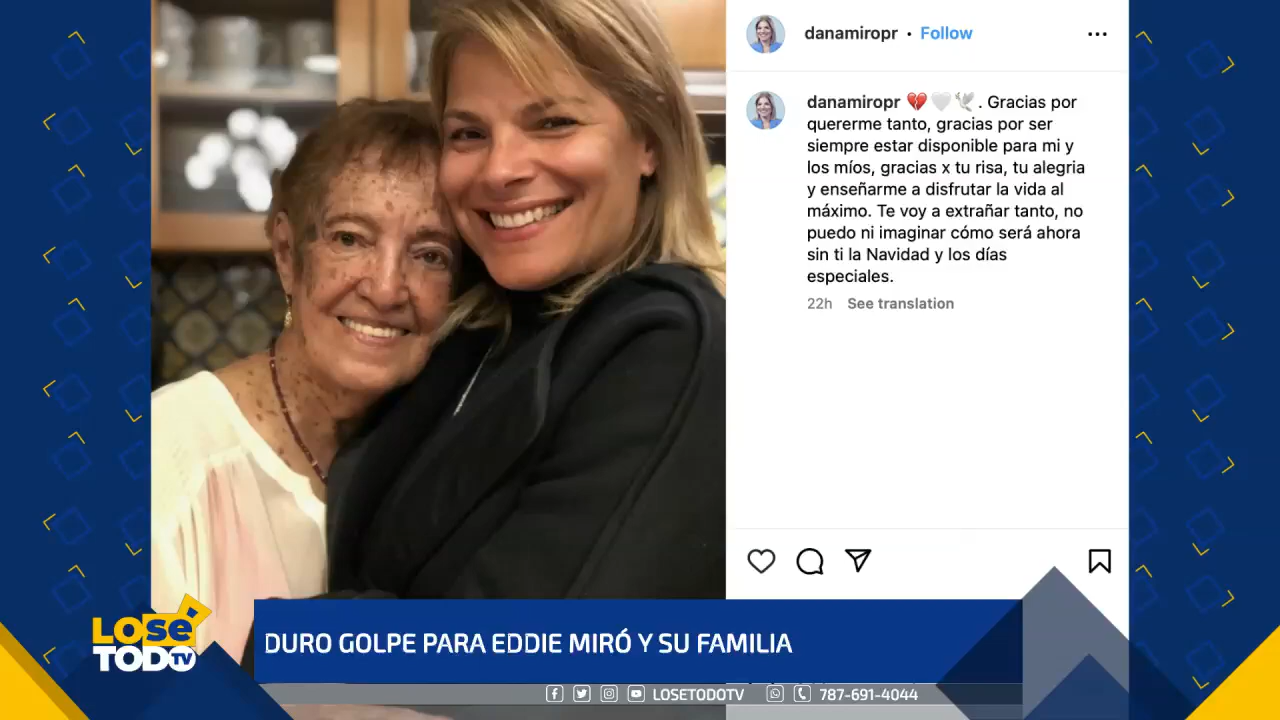 danamiropr • Follow
danamiropr 💔🤍🕊 . Gracias por
quererme tanto, gracias por ser
siempre estar disponible para mi y
los míos, gracias x tu risa, tu alegria
y enseñarme a disfrutar la vida al
máximo. Te voy a extrañar tanto, no
puedo ni imaginar cómo será ahora
sin ti la Navidad y los días
especiales.
22h See translation
LO sé
TODO TV
DURO GOLPE PARA EDDIE MIRÓ Y SU FAMILIA
LOSETODOTV 787-691-4044